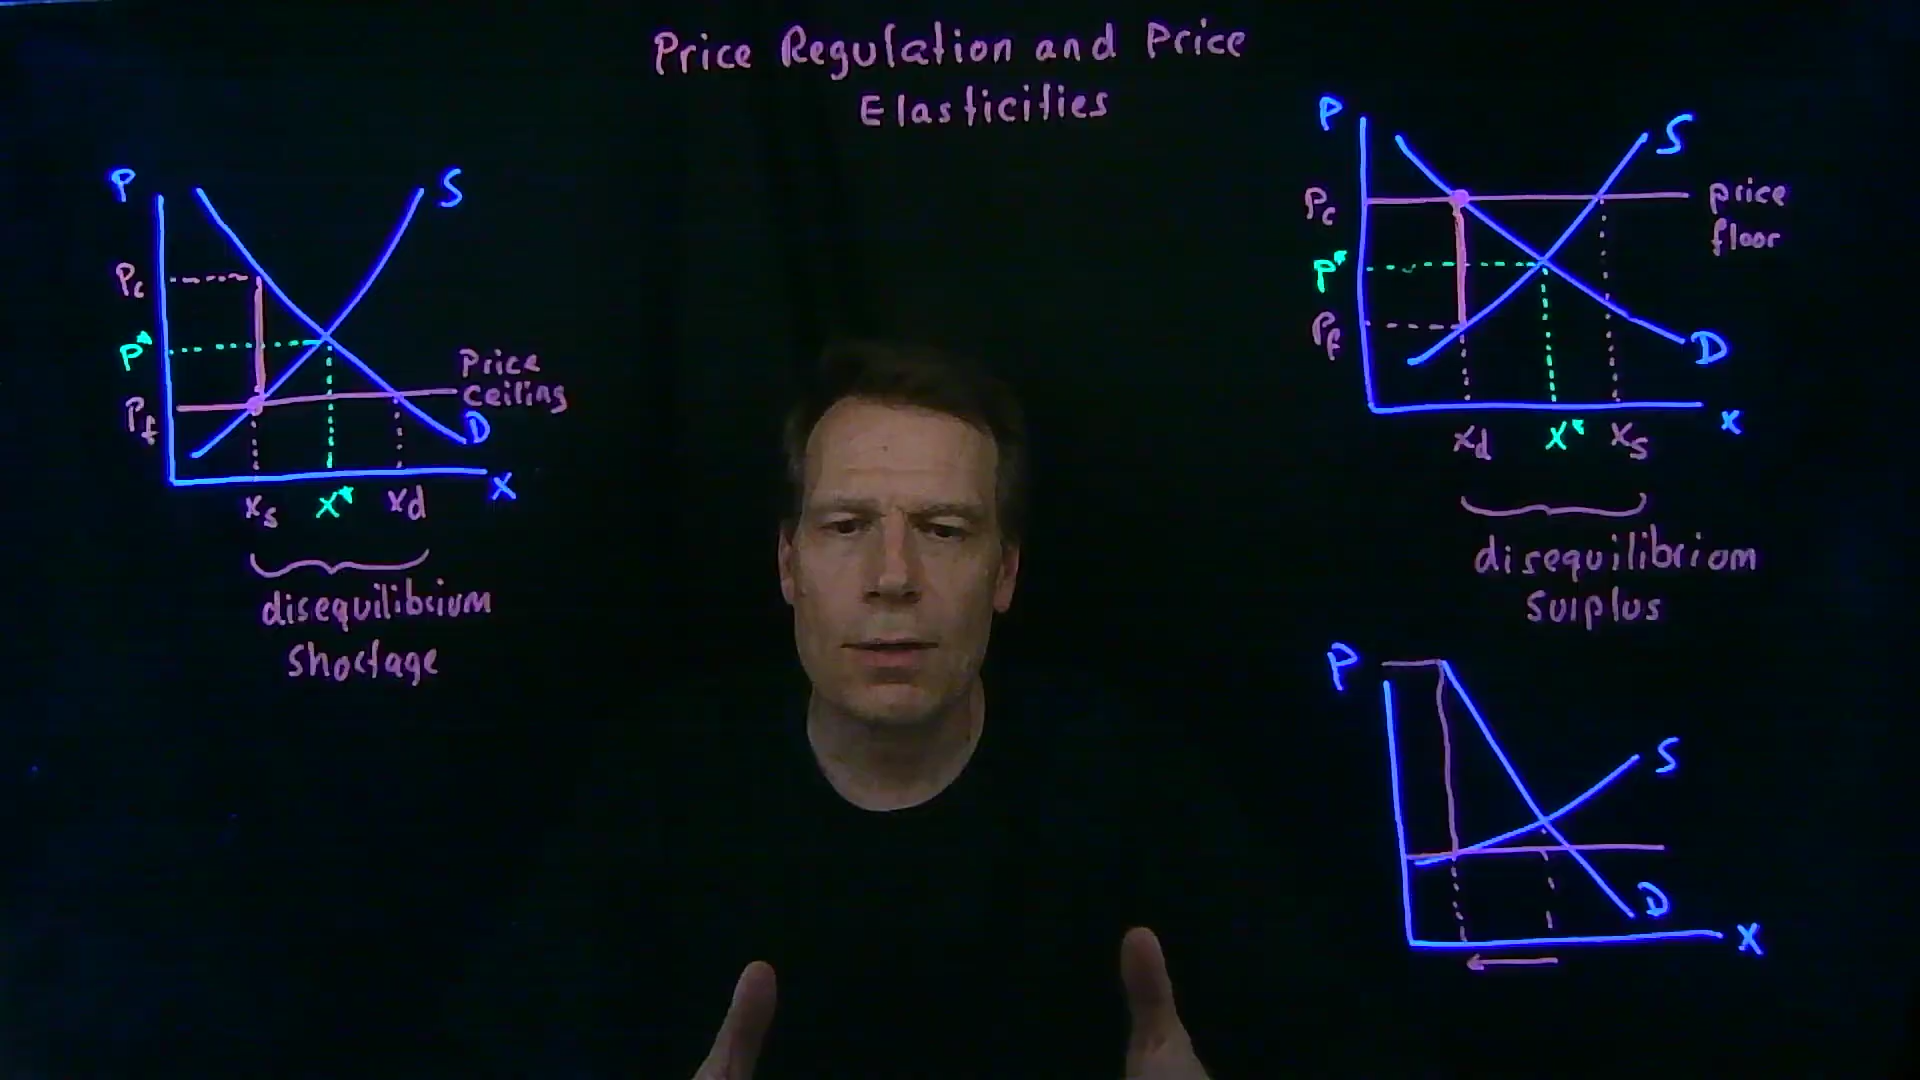 Price Regulation and Price
Elasticities
P
S
Pc
P*
Price
ceiling
Pf
D
X
xs
X*
xd
disequilibrium
Shortage
P
S
Pc
price
floor
P*
Pf
D
X
xd
X*
xs
disequilibrium
Surplus
P
S
D
X